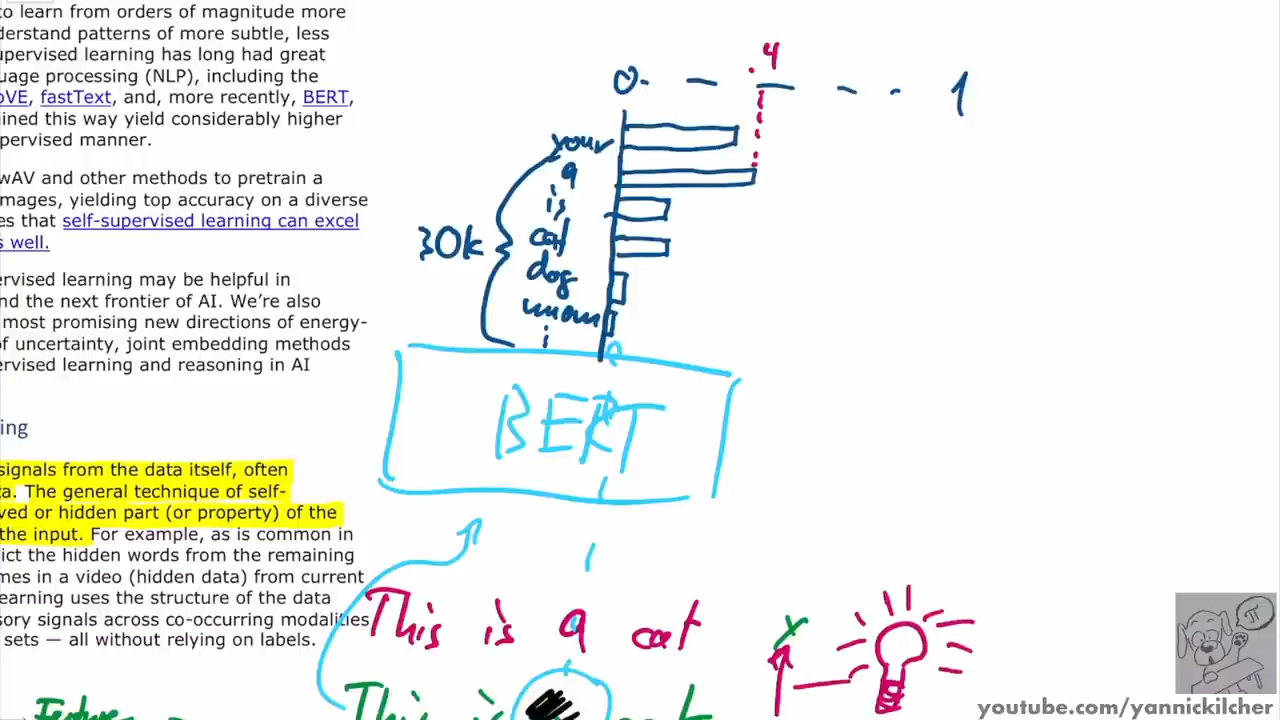 to learn from orders of magnitude more
derstand patterns of more subtle, less
upervised learning has long had great
uage processing (NLP), including the
oVE, fastText, and, more recently, BERT,
ined this way yield considerably higher
pervised manner.
wAV and other methods to pretrain a
mages, yielding top accuracy on a diverse
es that self-supervised learning can excel
s well.
ervised learning may be helpful in
nd the next frontier of AI. We're also
most promising new directions of energy-
of uncertainty, joint embedding methods
ervised learning and reasoning in AI
ing
signals from the data itself, often
ta. The general technique of self-
ved or hidden part (or property) of the
the input. For example, as is common in
dict the hidden words from the remaining
mes in a video (hidden data) from current
earning uses the structure of the data
sory signals across co-occurring modalities
sets — all without relying on labels.
.4
0 1
your
a
is
cat
dog
30k
BERT
This is a cat
x
This is cat
π
youtube.com/yannickilcher